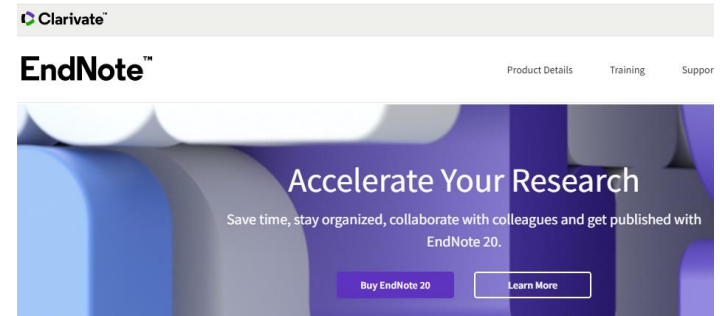 Clarivate™
EndNote™
Product Details Training
Accelerate Your Research
Save time, stay organized, collaborate with colleagues and get published with
EndNote 20.
Buy EndNote 20 Learn More